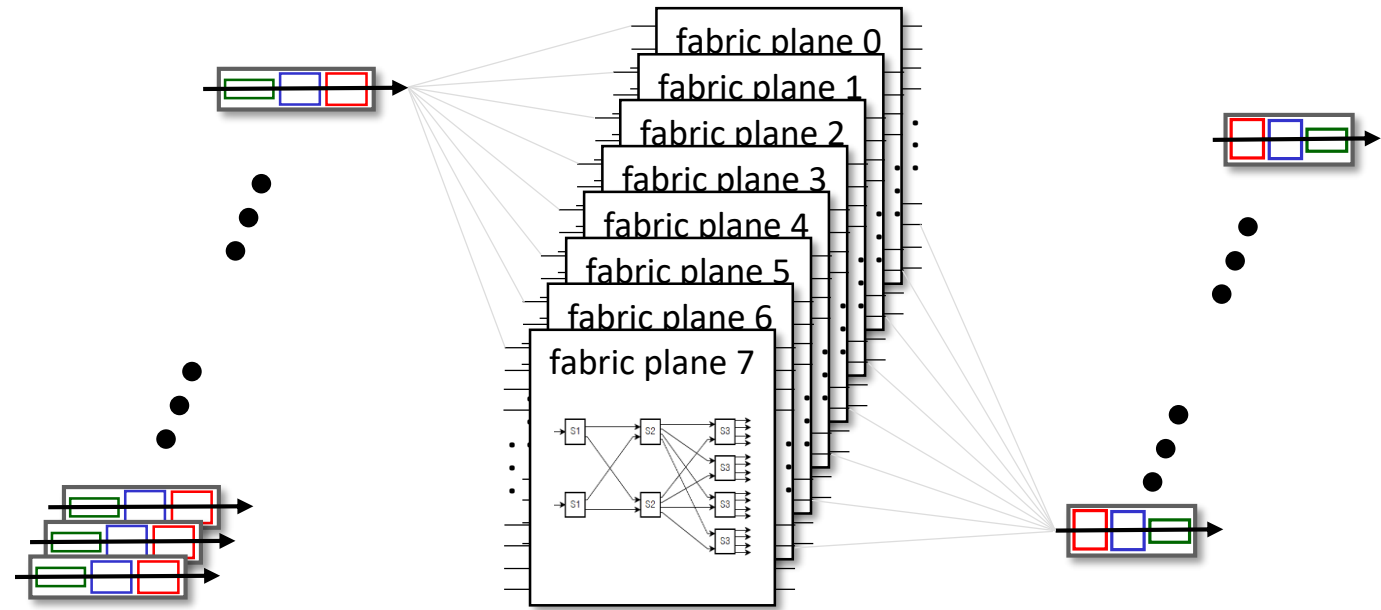 fabric plane 0
fabric plane 1
fabric plane 2
fabric plane 3
fabric plane 4
fabric plane 5
fabric plane 6
fabric plane 7
S1 S2 S3
S3
S1 S2 S3
S3